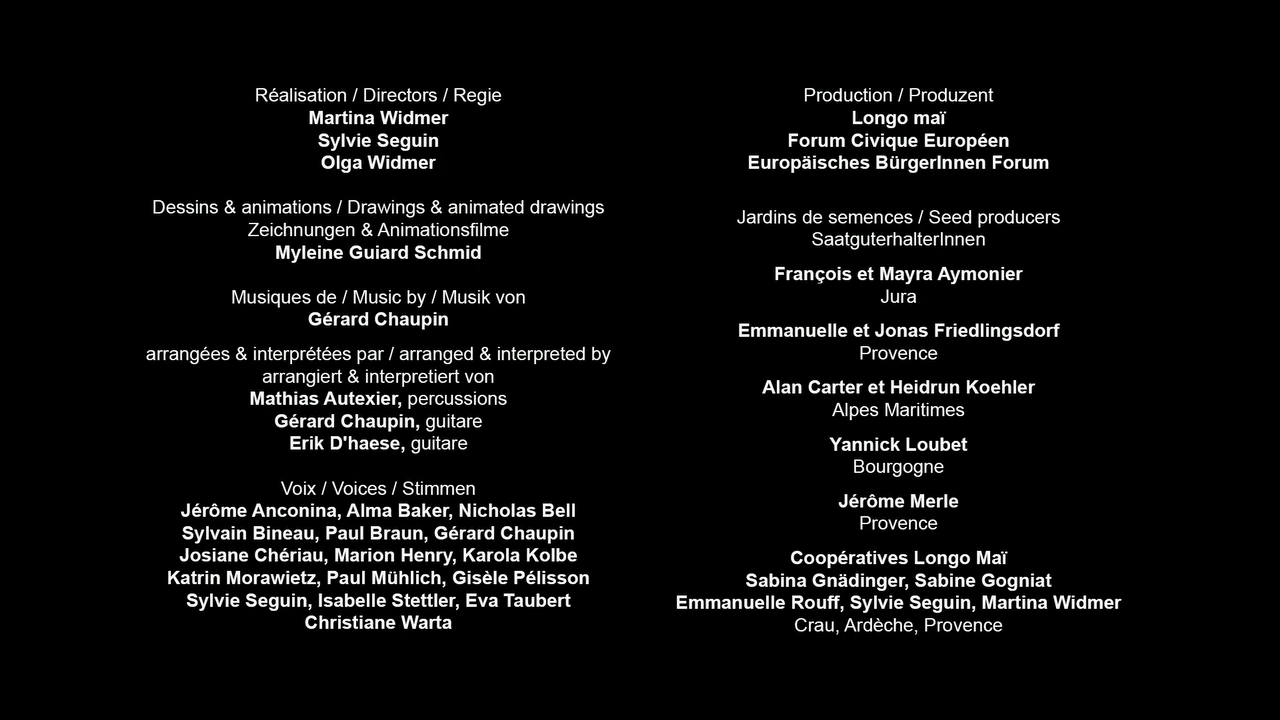 Réalisation / Directors / Regie
Martina Widmer
Sylvie Seguin
Olga Widmer
Dessins & animations / Drawings & animated drawings
Zeichnungen & Animationsfilme
Myleine Guiard Schmid
Musiques de / Music by / Musik von
Gérard Chaupin
arrangées & interprétées par / arranged & interpreted by
arrangiert & interpretiert von
Mathias Autexier, percussions
Gérard Chaupin, guitare
Erik D'haese, guitare
Voix / Voices / Stimmen
Jérôme Anconina, Alma Baker, Nicholas Bell
Sylvain Bineau, Paul Braun, Gérard Chaupin
Josiane Chériau, Marion Henry, Karola Kolbe
Katrin Morawietz, Paul Mühlich, Gisèle Pélisson
Sylvie Seguin, Isabelle Stettler, Eva Taubert
Christiane Warta
Production / Produzent
Longo maï
Forum Civique Européen
Europäisches BürgerInnen Forum
Jardins de semences / Seed producers
SaatguterhalterInnen
François et Mayra Aymonier
Jura
Emmanuelle et Jonas Friedlingsdorf
Provence
Alan Carter et Heidrun Koehler
Alpes Maritimes
Yannick Loubet
Bourgogne
Jérôme Merle
Provence
Coopératives Longo Maï
Sabina Gnädinger, Sabine Gogniat
Emmanuelle Rouff, Sylvie Seguin, Martina Widmer
Crau, Ardèche, Provence